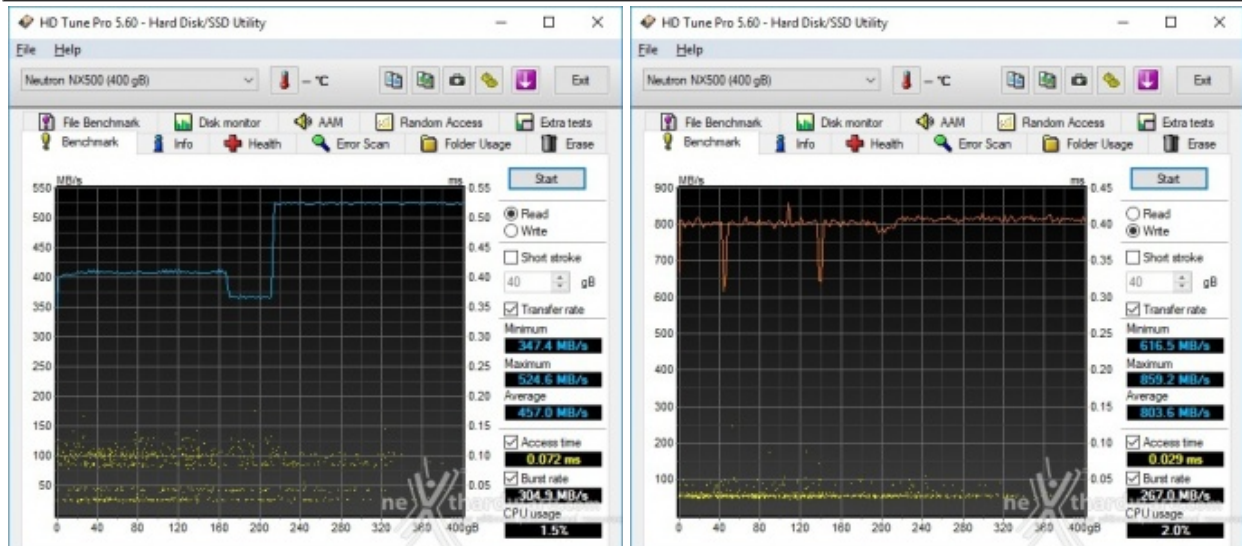 HD Tune Pro 5.60 - Hard Disk/SSD Utility
File Help
Neutron NX500 (400 gB)
– °C
Exit
File Benchmark Disk monitor AAM Random Access Extra tests
Benchmark Info Health Error Scan Folder Usage Erase
MB/s
ms
550
500
450
400
350
300
250
200
150
100
50
0.55
0.50
0.45
0.40
0.35
0.30
0.25
0.20
0.15
0.10
0.05
0 40 80 120 160 200 240 280 320 360 400gB
Start
Read
Write
Short stroke
40 gB
Transfer rate
Minimum
347.4 MB/s
Maximum
524.6 MB/s
Average
457.0 MB/s
Access time
0.072 ms
Burst rate
304.9 MB/s
CPU usage
1.5%
HD Tune Pro 5.60 - Hard Disk/SSD Utility
File Help
Neutron NX500 (400 gB)
– °C
Exit
File Benchmark Disk monitor AAM Random Access Extra tests
Benchmark Info Health Error Scan Folder Usage Erase
MB/s
ms
900
800
700
600
500
400
300
200
100
0.45
0.40
0.35
0.30
0.25
0.20
0.15
0.10
0.05
0 40 80 120 160 200 240 280 320 360 400gB
Start
Read
Write
Short stroke
40 gB
Transfer rate
Minimum
616.5 MB/s
Maximum
859.2 MB/s
Average
803.6 MB/s
Access time
0.029 ms
Burst rate
267.0 MB/s
CPU usage
2.0%